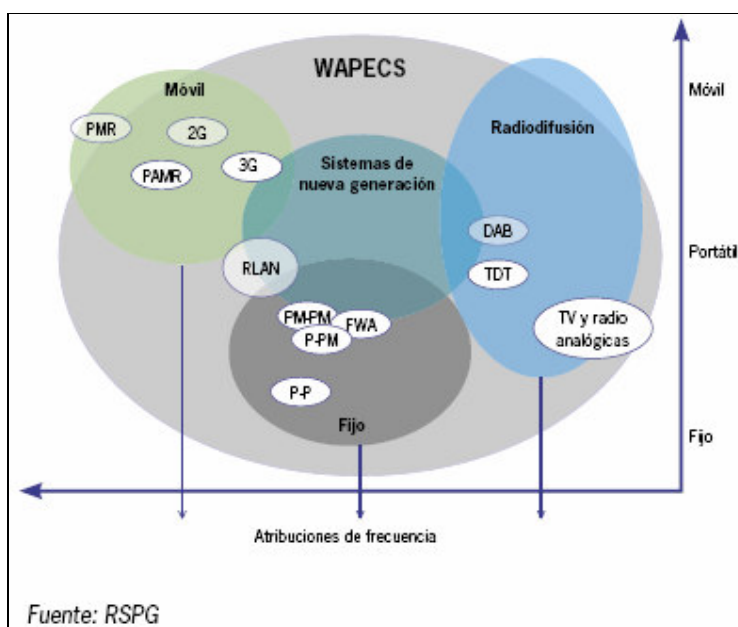 WAPECS
Móvil
PMR
2G
PAMR
3G
Sistemas de
nueva generación
Radiodifusión
DAB
TDT
TV y radio
analógicas
RLAN
PM-PM
FWA
P-PM
P-P
Fijo
Móvil
Portátil
Fijo
Atribuciones de frecuencia
Fuente: RSPG